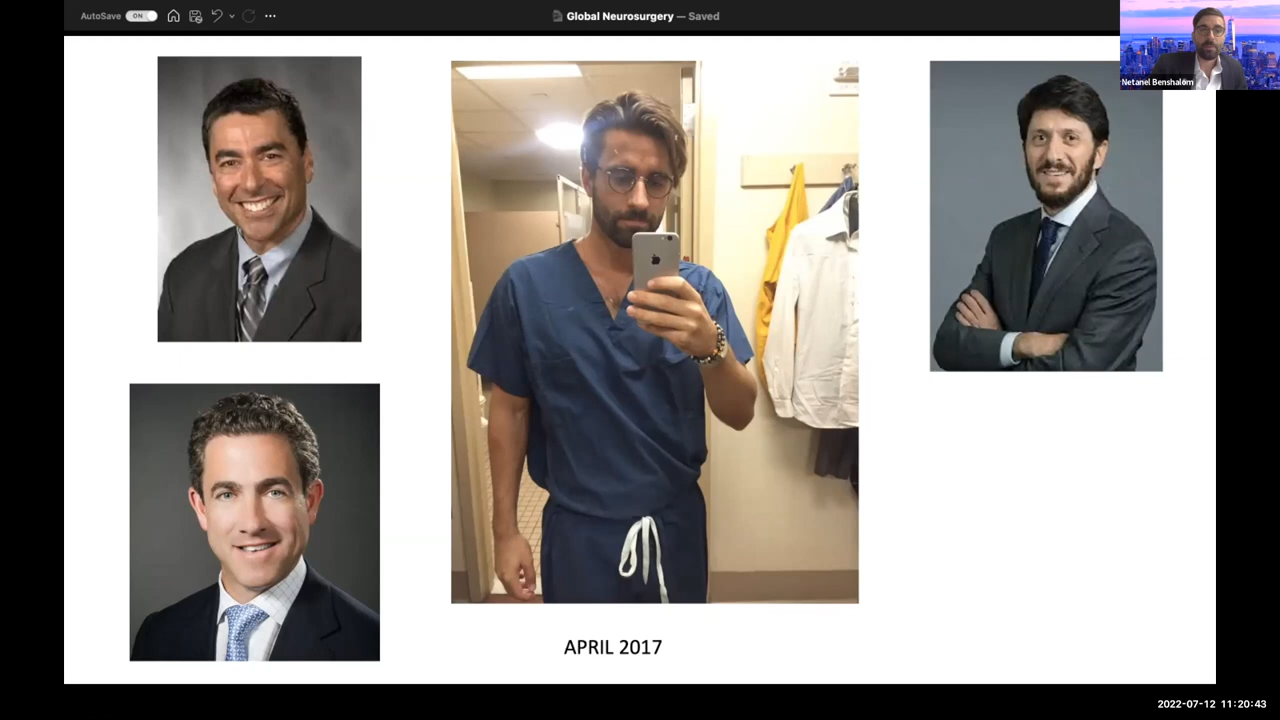 AutoSave ON
Global Neurosurgery — Saved
Netanel Benshalom
APRIL 2017
2022-07-12 11:20:43